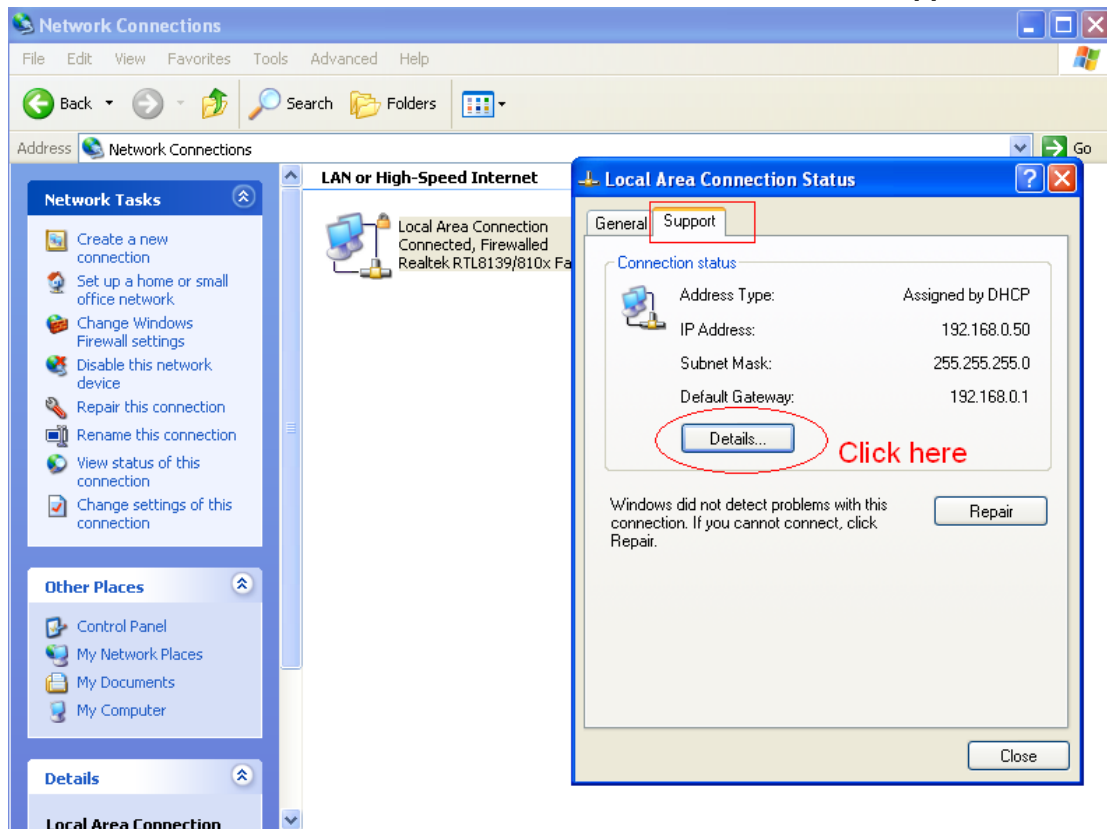 Network Connections
File Edit View Favorites Tools Advanced Help
Back Search Folders
Address Network Connections Go
Network Tasks
Create a new
connection
Set up a home or small
office network
Change Windows
Firewall settings
Disable this network
device
Repair this connection
Rename this connection
View status of this
connection
Change settings of this
connection
Other Places
Control Panel
My Network Places
My Documents
My Computer
Details
Local Area Connection
LAN or High-Speed Internet
Local Area Connection
Connected, Firewalled
Realtek RTL8139/810x Fa
Local Area Connection Status
General Support
Connection status
Address Type: Assigned by DHCP
IP Address: 192.168.0.50
Subnet Mask: 255.255.255.0
Default Gateway: 192.168.0.1
Details...
Click here
Windows did not detect problems with this
connection. If you cannot connect, click
Repair.
Repair
Close